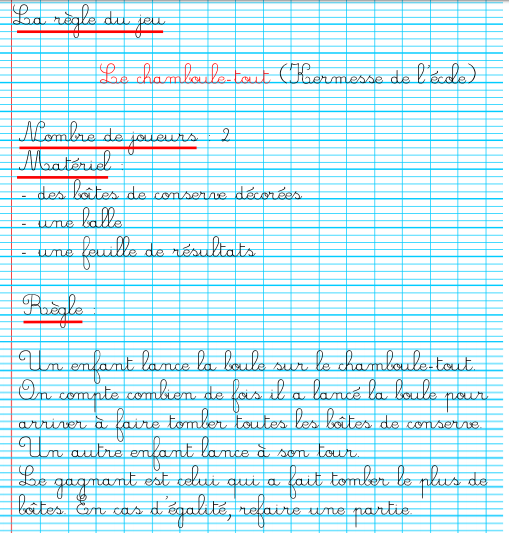 La règle du jeu
Le chamboule-tout (Kermesse de l'école)
Nombre de joueurs : 2
Matériel :
- des boîtes de conserve décorées
- une balle
- une feuille de résultats
Règle :
Un enfant lance la boule sur le chamboule-tout.
On compte combien de fois il a lancé la boule pour
arriver à faire tomber toutes les boîtes de conserve.
Un autre enfant lance à son tour.
Le gagnant est celui qui a fait tomber le plus de
boîtes. En cas d'égalité, refaire une partie.